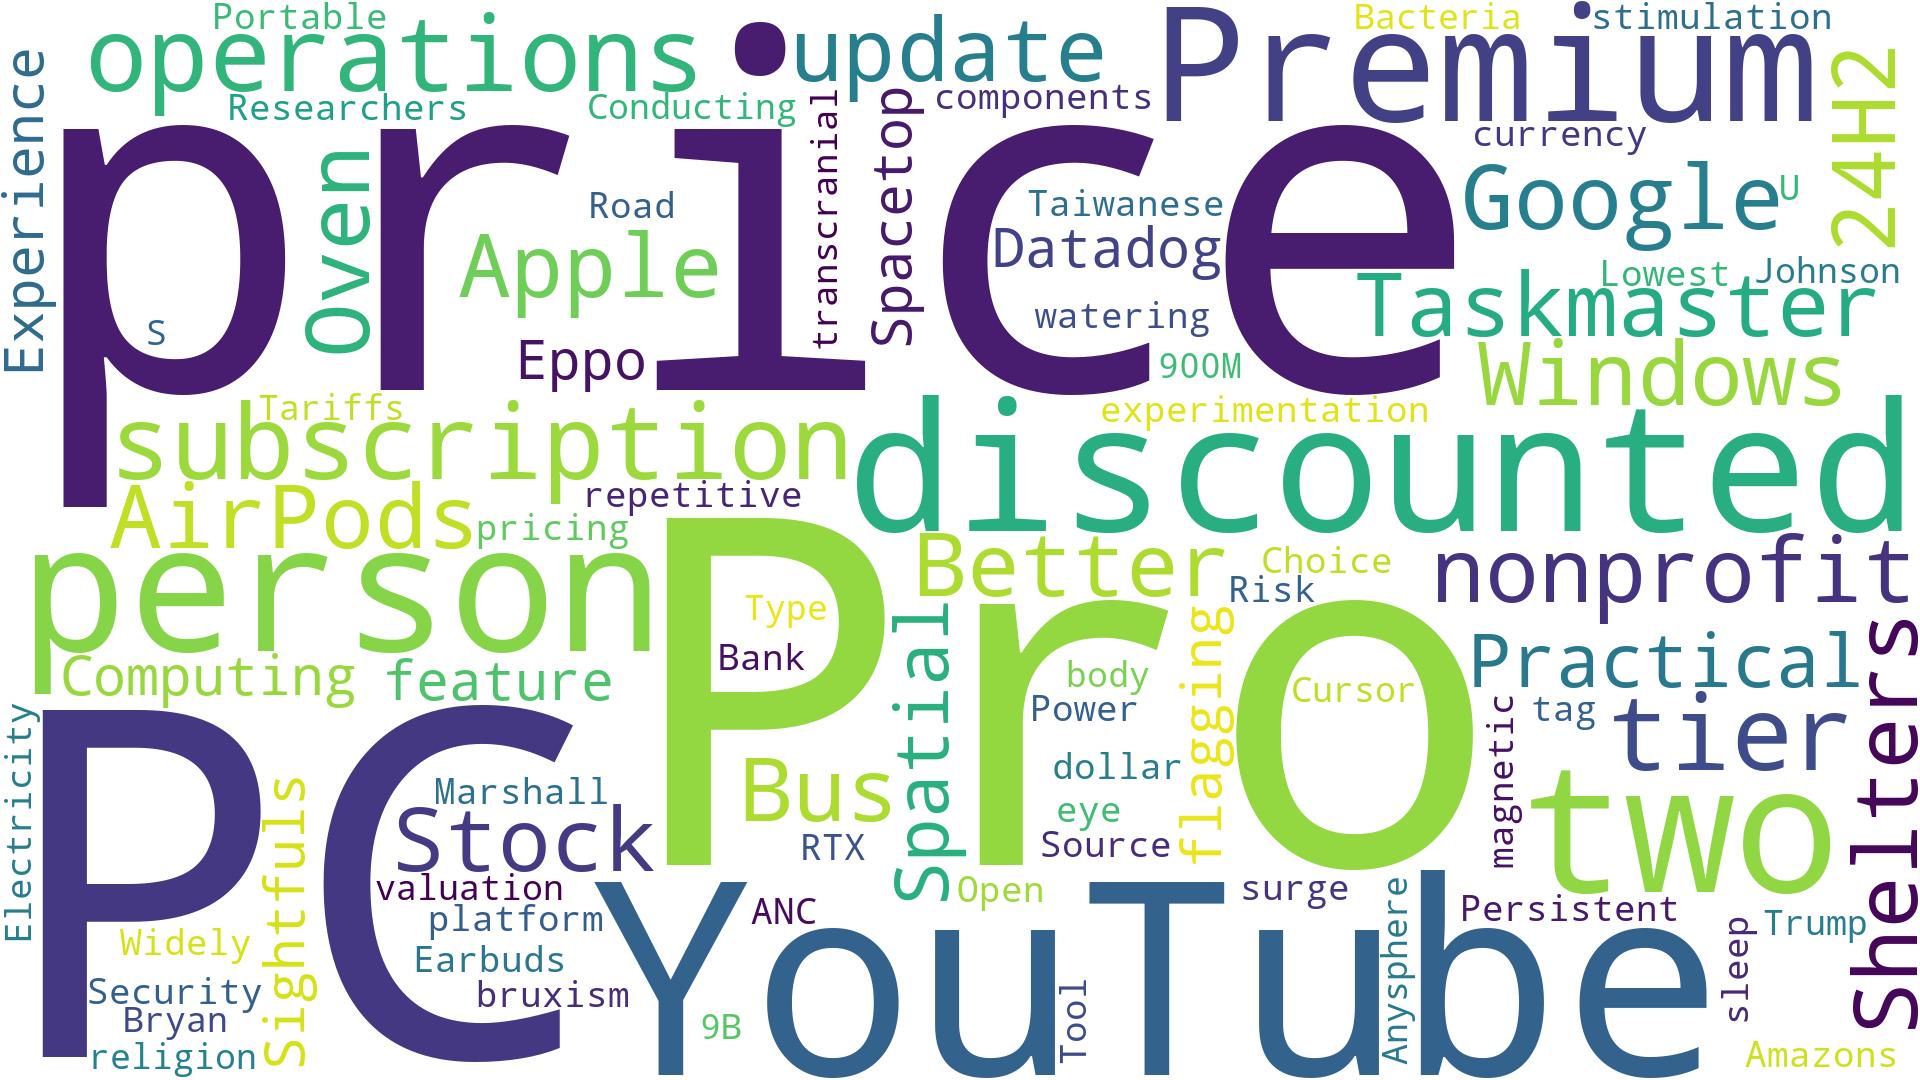 Portable
operations
update
Premium
Bacteria
stimulation
Experience
Researchers
Conducting
components
24H2
price
Oven
transcranial
Spacetop
currency
Google
U
Road
Apple
Taiwanese
Datadog
Lowest
Johnson
Taskmaster
S
Eppo
watering
900M
Windows
Tariffs
subscription
experimentation
discounted
AirPods
repetitive
pricing
person
Pro
Better
Choice
Risk
nonprofit
Type
Bank
Spatial
flagging
Shelters
Computing
feature
body
Power
Cursor
Practical
tag
tier
magnetic
Electricity
PC
Sightfuls
Marshall
Stock
Bus
RTX
dollar
eye
Source
two
valuation
platform
ANC
Open
surge
Anysphere
Persistent
Trump
YouTube
Widely
Earbuds
Security
bruxism
Bryan
9B
Tool
sleep
religion
Amazons